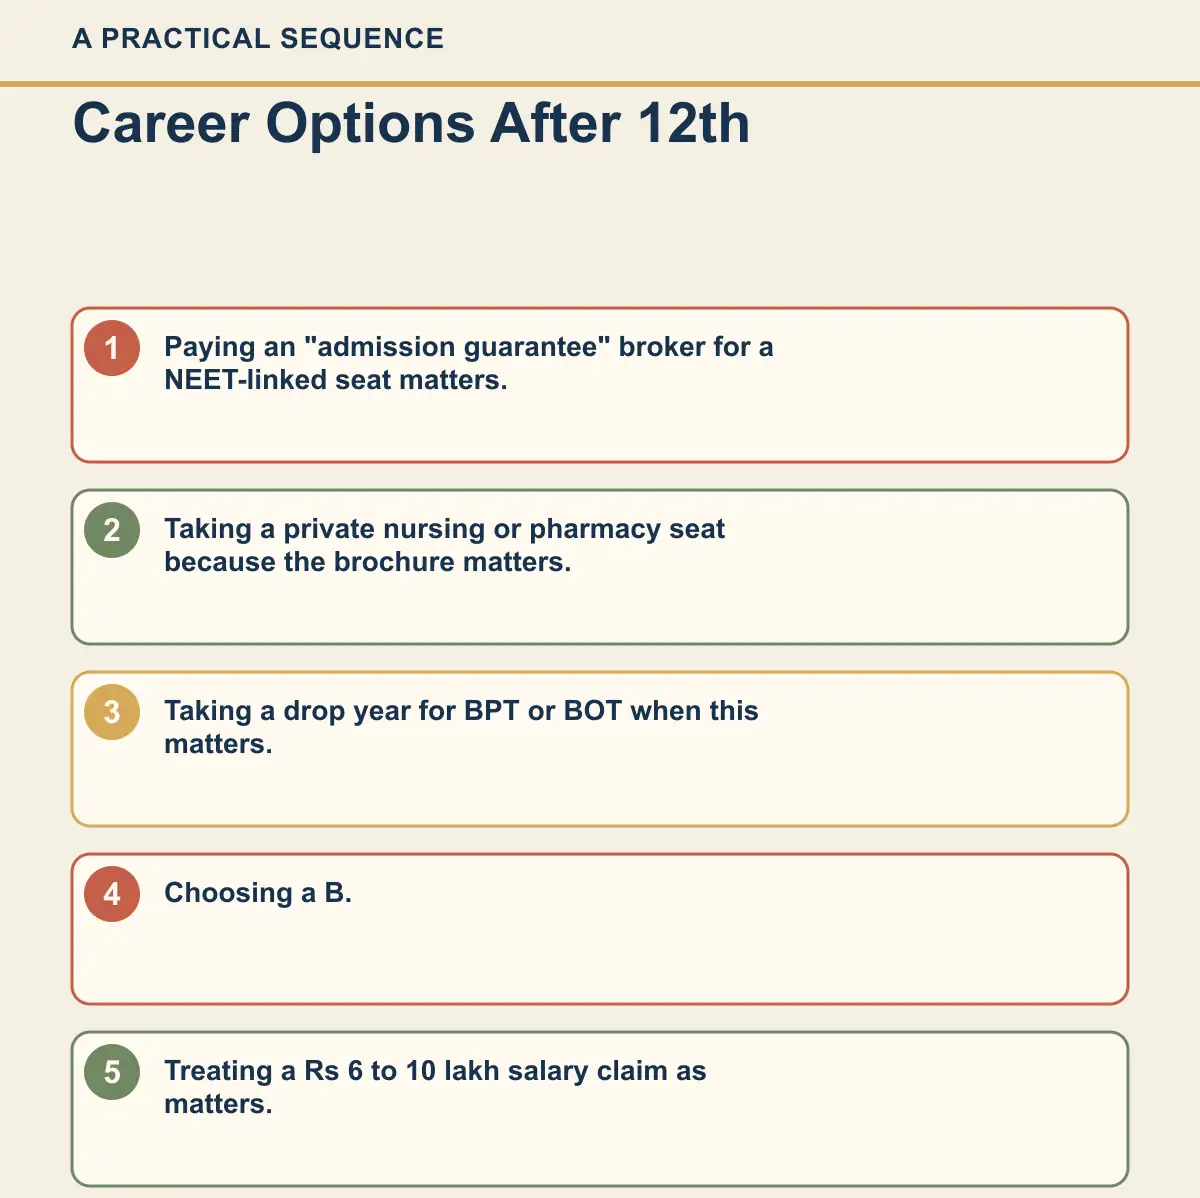 A PRACTICAL SEQUENCE
Career Options After 12th
1
Paying an "admission guarantee" broker for a
NEET-linked seat matters.
2
Taking a private nursing or pharmacy seat
because the brochure matters.
3
Taking a drop year for BPT or BOT when this
matters.
4
Choosing a B.
5
Treating a Rs 6 to 10 lakh salary claim as
matters.